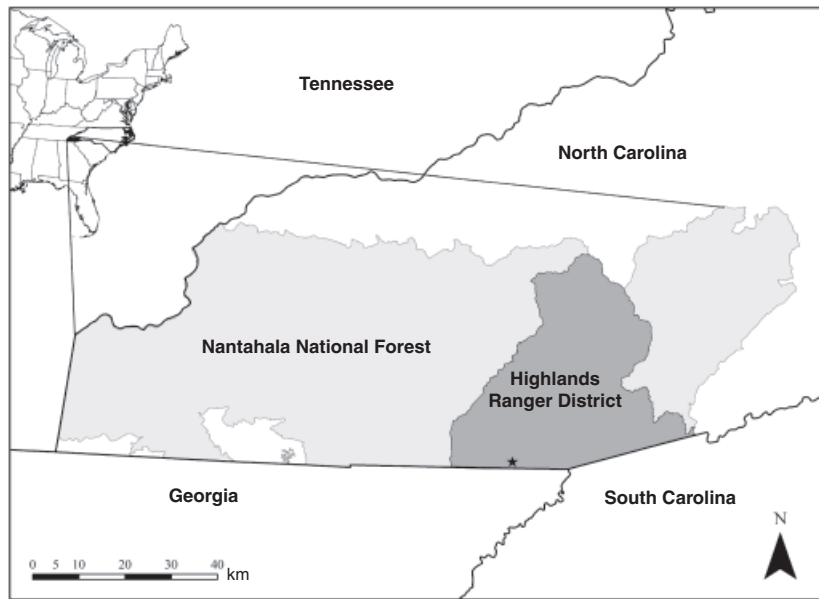 Tennessee
North Carolina
Nantahala National Forest
Highlands
Ranger District
Georgia
South Carolina
N
0 5 10 20 30 40
km